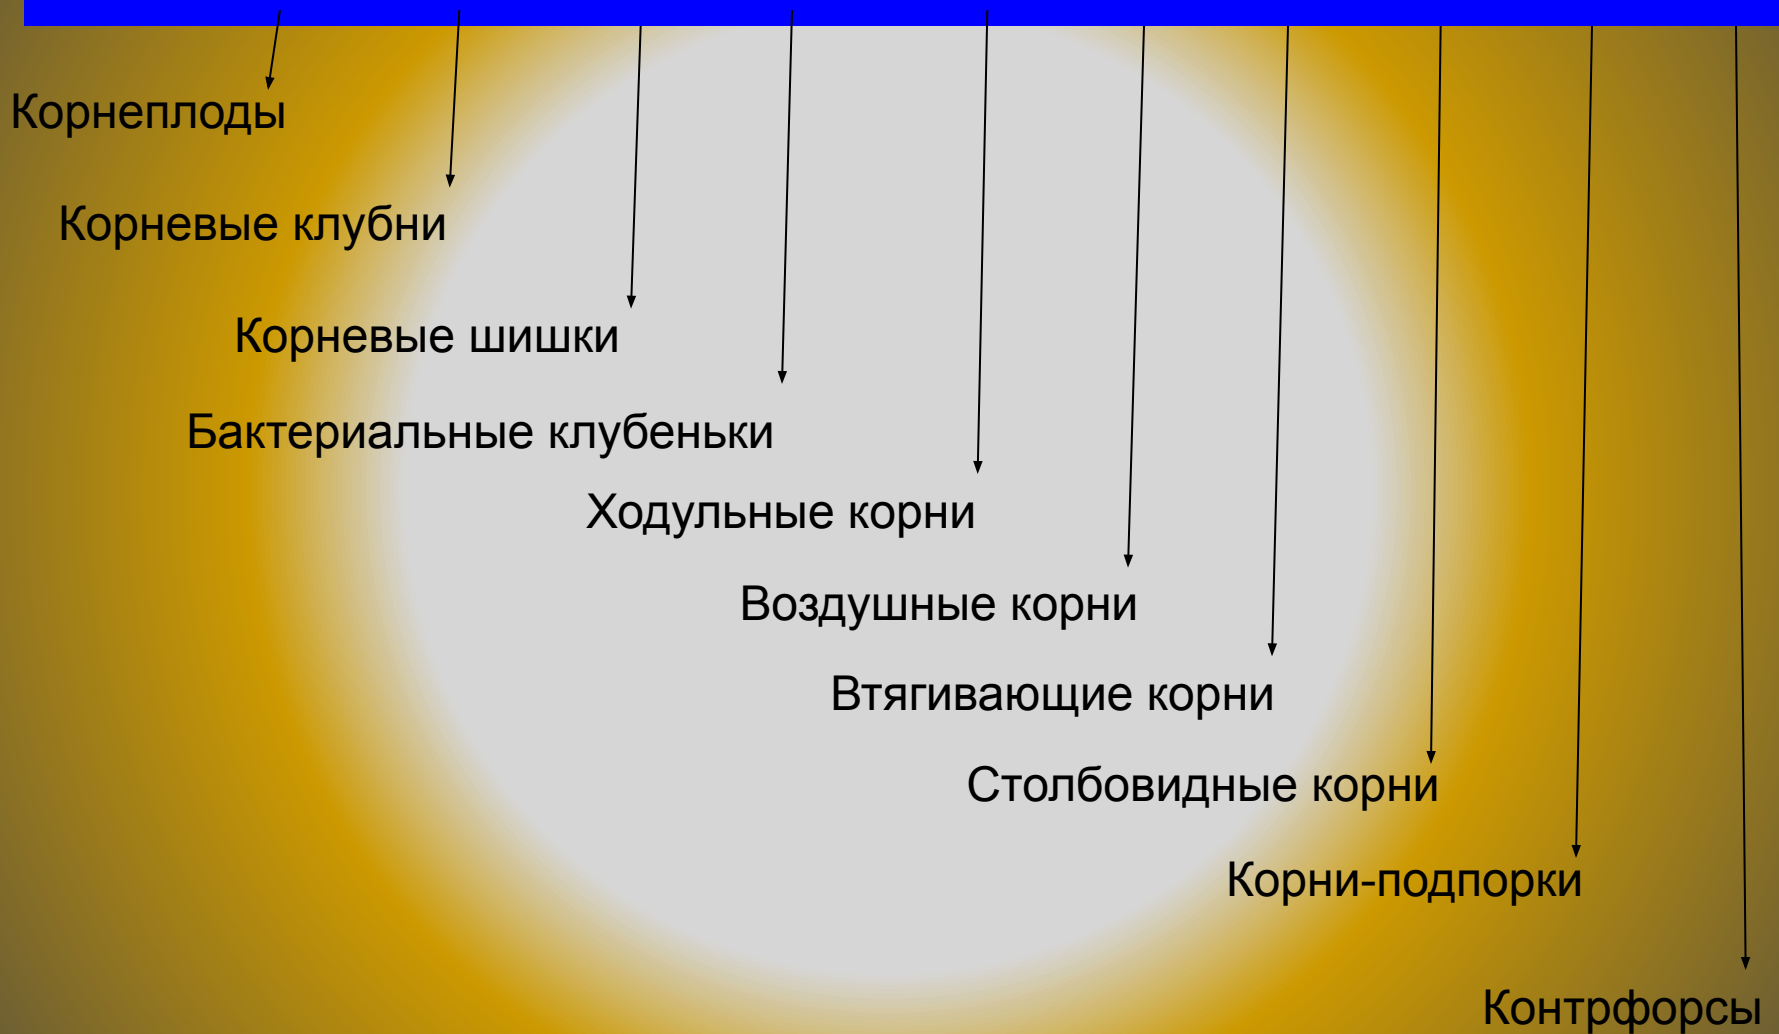 Корнеплоды
Корневые клубни
Корневые шишки
Бактериальные клубеньки
Ходульные корни
Воздушные корни
Втягивающие корни
Столбовидные корни
Корни-подпорки
Контрфорсы